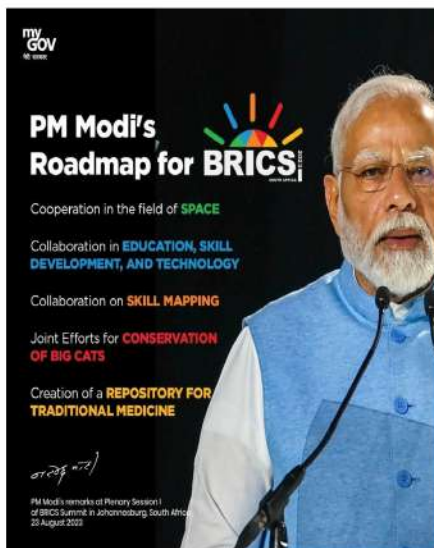 my
GOV
मेरी सरकार
PM Modi's
Roadmap for BRICS
2023
SOUTH AFRICA
Cooperation in the field of SPACE
Collaboration in EDUCATION, SKILL
DEVELOPMENT, AND TECHNOLOGY
Collaboration on SKILL MAPPING
Joint Efforts for CONSERVATION
OF BIG CATS
Creation of a REPOSITORY FOR
TRADITIONAL MEDICINE
नरेन्द्र मोदी
PM Modi's remarks at Plenary Session I
of BRICS Summit in Johannesburg, South Africa
23 August 2023